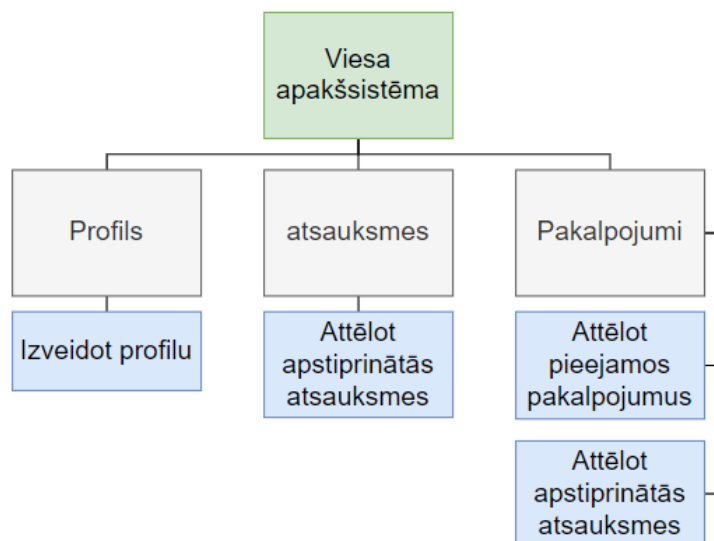 Viesa
apakšsistēma
Profils
atsauksmes
Pakalpojumi
Izveidot profilu
Attēlot
apstiprinātās
atsauksmes
Attēlot
pieejamos
pakalpojumus
Attēlot
apstiprinātās
atsauksmes